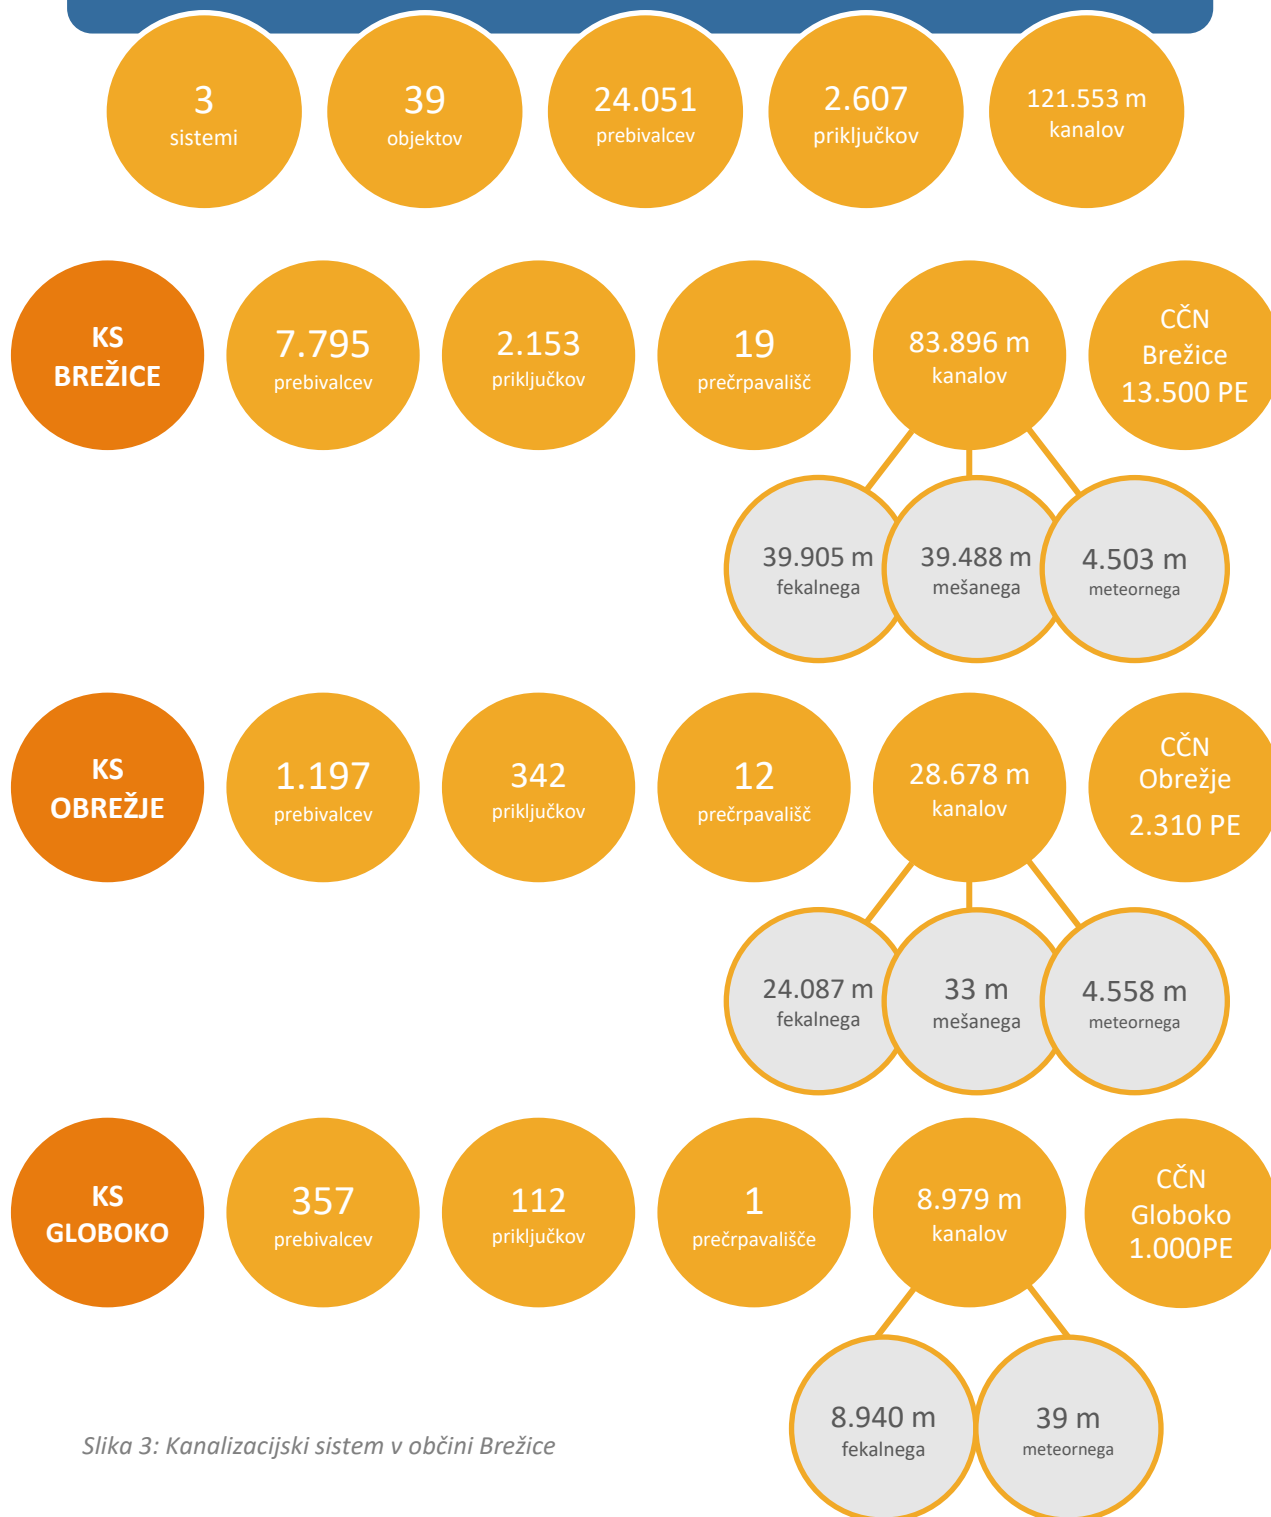 3
sistemi
39
objektov
24.051
prebivalcev
2.607
priključkov
121.553 m
kanalov
KS
BREŽICE
7.795
prebivalcev
2.153
priključkov
19
prečrpavališč
83.896 m
kanalov
CČN
Brežice
13.500 PE
39.905 m
fekalnega
39.488 m
mešanega
4.503 m
meteornega
KS
OBREŽJE
1.197
prebivalcev
342
priključkov
12
prečrpavališč
28.678 m
kanalov
CČN
Obrežje
2.310 PE
24.087 m
fekalnega
33 m
mešanega
4.558 m
meteornega
KS
GLOBOKO
357
prebivalcev
112
priključkov
1
prečrpavališče
8.979 m
kanalov
CČN
Globoko
1.000PE
8.940 m
fekalnega
39 m
meteornega
Slika 3: Kanalizacijski sistem v občini Brežice